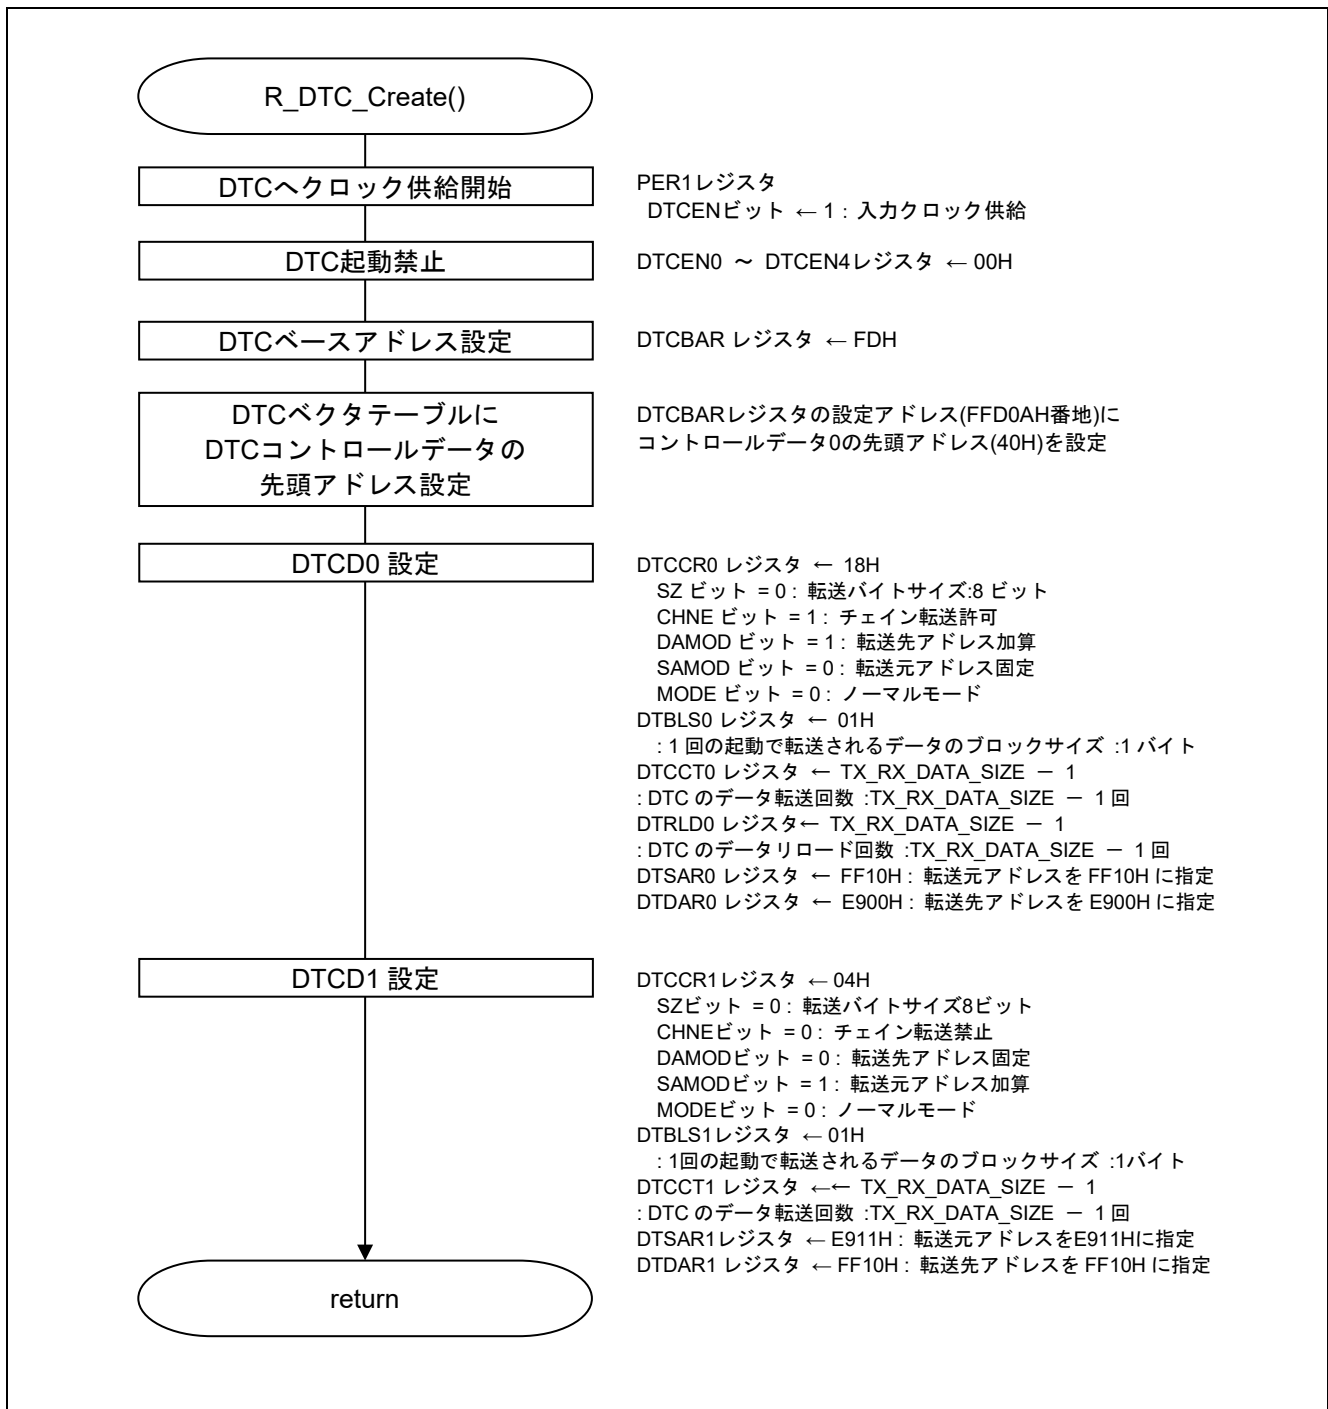 R_DTC_Create()
DTCへクロック供給開始
PER1レジスタ
DTCENビット ← 1 : 入力クロック供給
DTC起動禁止
DTCEN0 ～ DTCEN4レジスタ ← 00H
DTCベースアドレス設定
DTCBAR レジスタ ← FDH
DTCベクタテーブルに
DTCコントロールデータの
先頭アドレス設定
DTCBARレジスタの設定アドレス(FFD0AH番地)に
コントロールデータ0の先頭アドレス(40H)を設定
DTCD0 設定
DTCCR0 レジスタ ← 18H
SZ ビット = 0 : 転送バイトサイズ:8 ビット
CHNE ビット = 1 : チェイン転送許可
DAMOD ビット = 1 : 転送先アドレス加算
SAMOD ビット = 0 : 転送元アドレス固定
MODE ビット = 0 : ノーマルモード
DTBLS0 レジスタ ← 01H
: 1 回の起動で転送されるデータのブロックサイズ :1 バイト
DTCCT0 レジスタ ← TX_RX_DATA_SIZE － 1
: DTC のデータ転送回数 :TX_RX_DATA_SIZE － 1 回
DTRLD0 レジスタ← TX_RX_DATA_SIZE － 1
: DTC のデータリロード回数 :TX_RX_DATA_SIZE － 1 回
DTSAR0 レジスタ ← FF10H : 転送元アドレスを FF10H に指定
DTDAR0 レジスタ ← E900H : 転送先アドレスを E900H に指定
DTCD1 設定
DTCCR1レジスタ ← 04H
SZビット = 0 : 転送バイトサイズ8ビット
CHNEビット = 0 : チェイン転送禁止
DAMODビット = 0 : 転送先アドレス固定
SAMODビット = 1 : 転送元アドレス加算
MODEビット = 0 : ノーマルモード
DTBLS1レジスタ ← 01H
: 1回の起動で転送されるデータのブロックサイズ :1バイト
DTCCT1 レジスタ ←← TX_RX_DATA_SIZE － 1
: DTC のデータ転送回数 :TX_RX_DATA_SIZE － 1 回
DTSAR1レジスタ ← E911H : 転送元アドレスをE911Hに指定
DTDAR1 レジスタ ← FF10H : 転送先アドレスを FF10H に指定
return